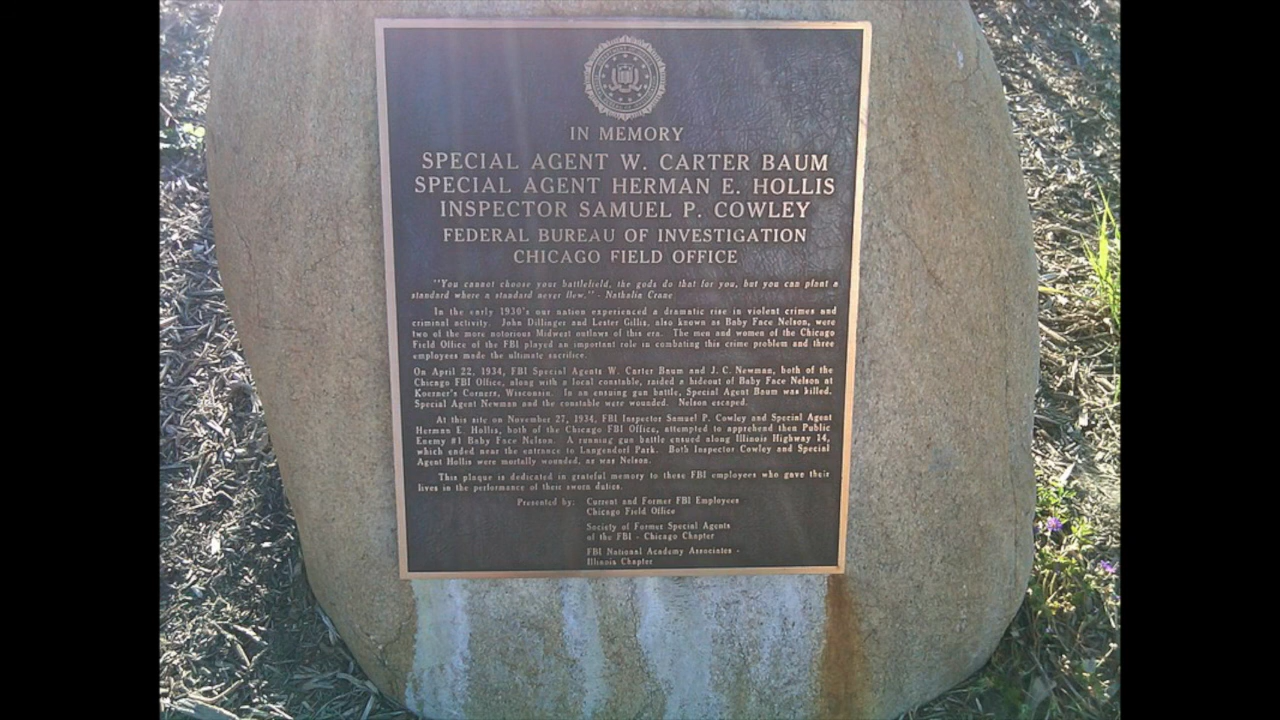 IN MEMORY
SPECIAL AGENT W. CARTER BAUM
SPECIAL AGENT HERMAN E. HOLLIS
INSPECTOR SAMUEL P. COWLEY
FEDERAL BUREAU OF INVESTIGATION
CHICAGO FIELD OFFICE
"You cannot choose your battlefield, the gods do that for you, but you can plant a
standard where a standard never flew." - Nathalia Crane
In the early 1930's our nation experienced a dramatic rise in violent crimes and
criminal activity. John Dillinger and Lester Gillis, also known as Baby Face Nelson, were
two of the more notorious Midwest outlaws of this era. The men and women of the Chicago
Field Office of the FBI played an important role in combating this crime problem and three
employees made the ultimate sacrifice.
On April 22, 1934, FBI Special Agents W. Carter Baum and J. C. Newman, both of the
Chicago FBI Office, along with a local constable, raided a hideout of Baby Face Nelson at
Koerner's Corners, Wisconsin. In an ensuing gun battle, Special Agent Baum was killed.
Special Agent Newman and the constable were wounded. Nelson escaped.
At this site on November 27, 1934, FBI Inspector Samuel P. Cowley and Special Agent
Herman E. Hollis, both of the Chicago FBI Office, attempted to apprehend then Public
Enemy #1 Baby Face Nelson. A running gun battle ensued along Illinois Highway 14,
which ended near the entrance to Langendorf Park. Both Inspector Cowley and Special
Agent Hollis were mortally wounded, as was Nelson.
This plaque is dedicated in grateful memory to those FBI employees who gave their
lives in the performance of their sworn duties.
Presented by: Current and Former FBI Employees
Chicago Field Office
Society of Former Special Agents
of the FBI - Chicago Chapter
FBI National Academy Associates -
Illinois Chapter